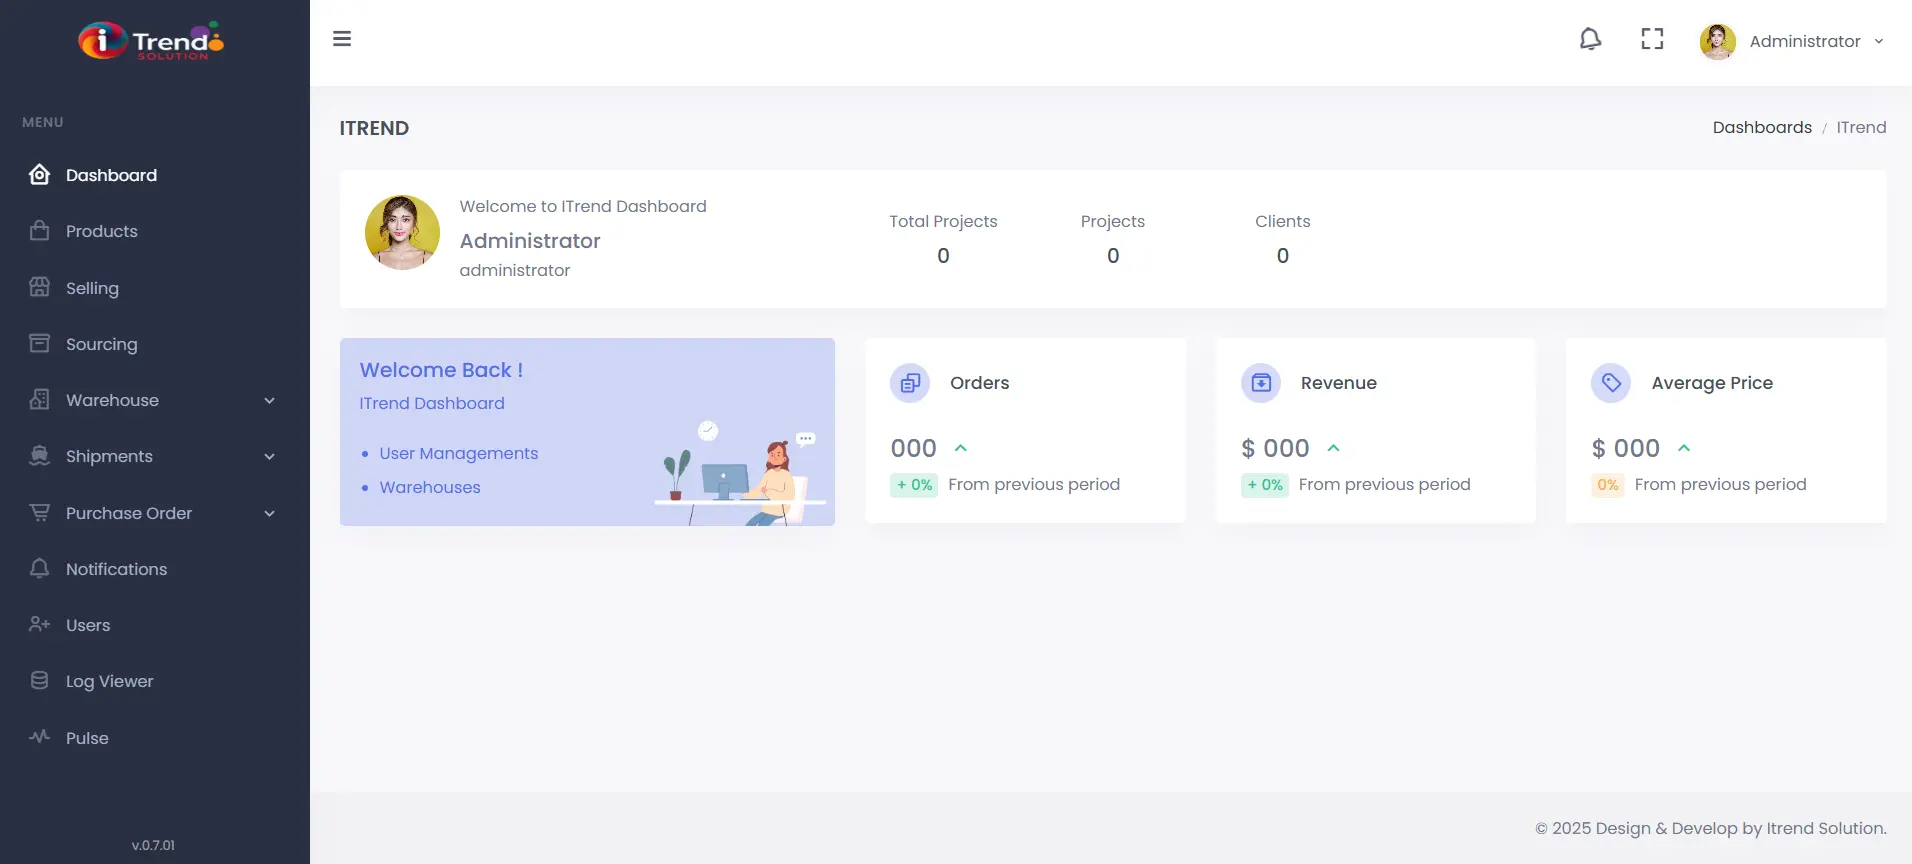 i Trend
SOLUTION
MENU
Dashboard
Products
Selling
Sourcing
Warehouse
Shipments
Purchase Order
Notifications
Users
Log Viewer
Pulse
v.0.7.01
Administrator
ITREND
Dashboards / ITrend
Welcome to ITrend Dashboard
Administrator
administrator
Total Projects
0
Projects
0
Clients
0
Welcome Back !
ITrend Dashboard
• User Managements
• Warehouses
Orders
000
+ 0% From previous period
Revenue
$ 000
+ 0% From previous period
Average Price
$ 000
0% From previous period
© 2025 Design & Develop by Itrend Solution.